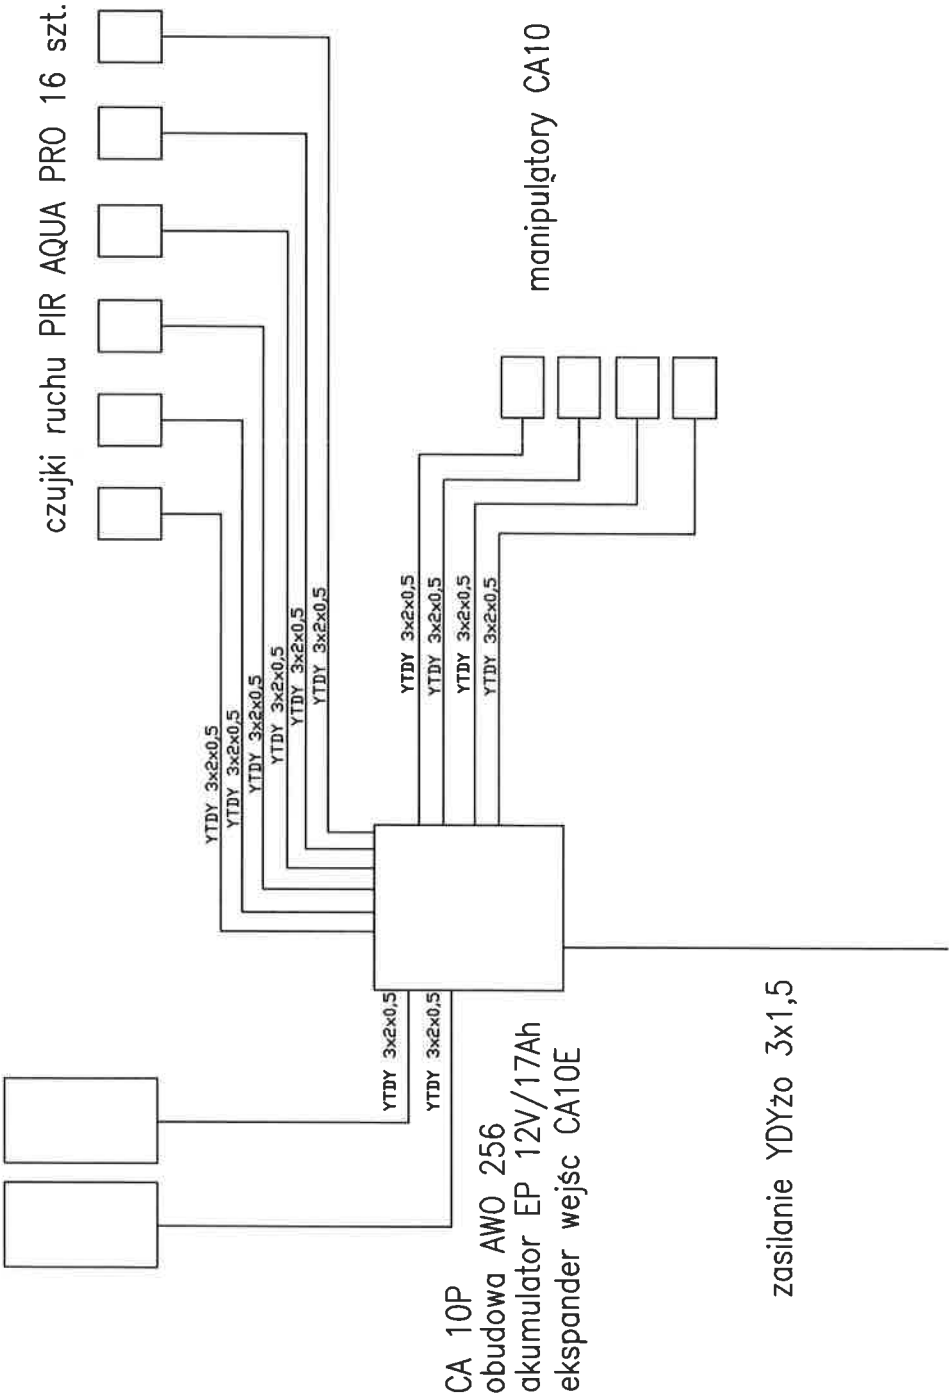 czujki ruchu PIR AQUA PRO 16 szt.
YTDY 3x2x0,5
YTDY 3x2x0,5
YTDY 3x2x0,5
YTDY 3x2x0,5
YTDY 3x2x0,5
YTDY 3x2x0,5
manipulatory CA10
YTDY 3x2x0,5
YTDY 3x2x0,5
YTDY 3x2x0,5
YTDY 3x2x0,5
YTDY 3x2x0,5
YTDY 3x2x0,5
CA 10P
obudowa AWO 256
akumulator EP 12V/17Ah
ekspander wejśc CA10E
zasilanie YDYżo 3x1,5